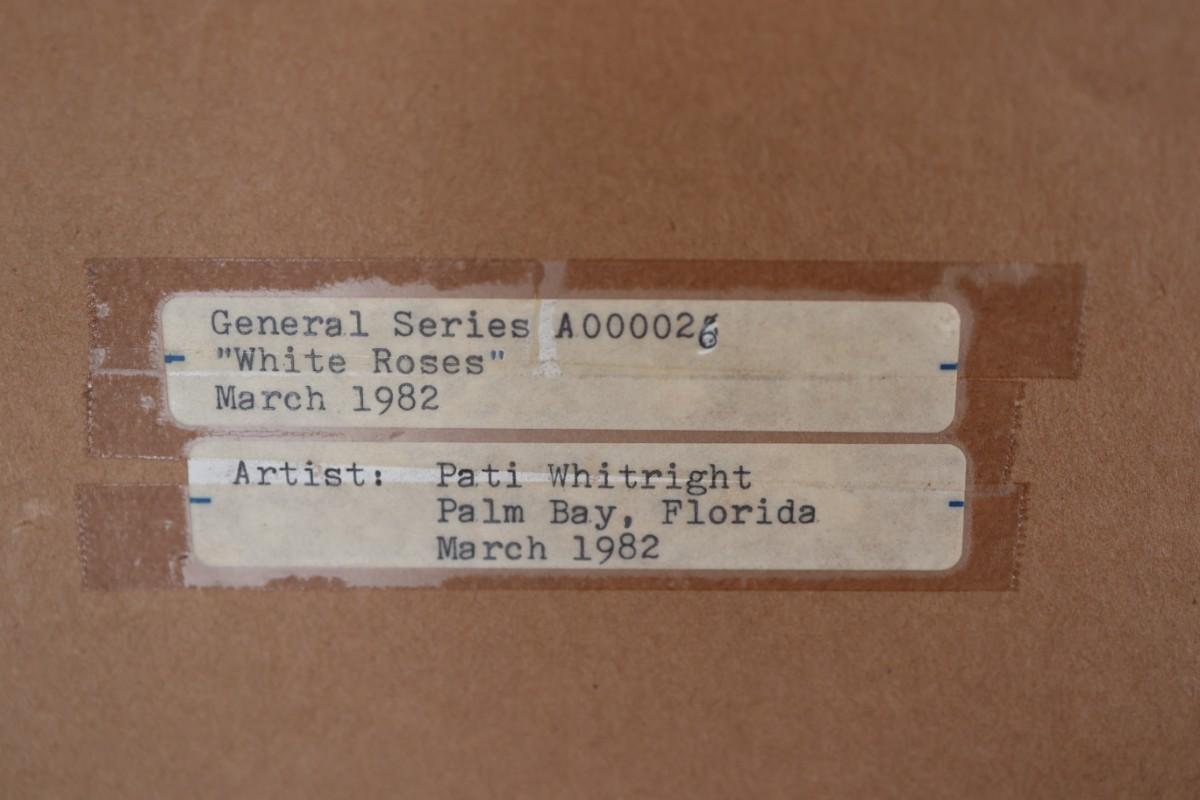 General Series A000026
"White Roses"
March 1982
Artist: Pati Whitright
Palm Bay, Florida
March 1982